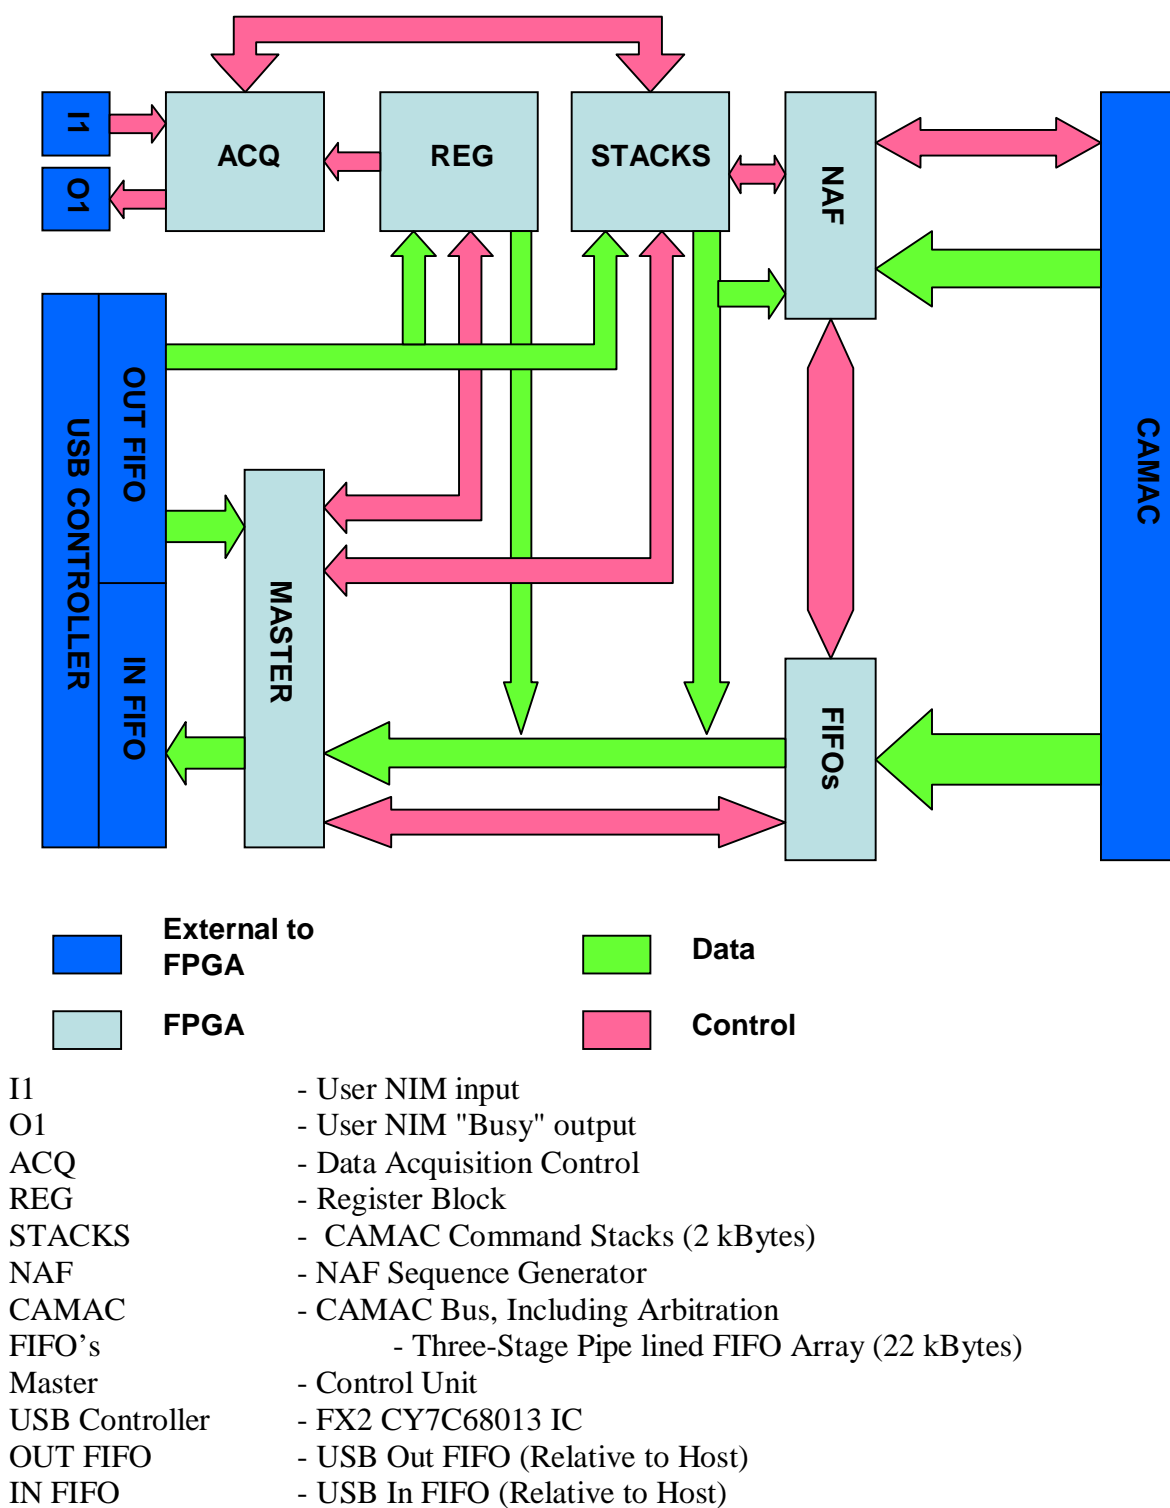 I1
ACQ
REG
STACKS
NAF
O1
CAMAC
USB CONTROLLER
OUT FIFO
MASTER
IN FIFO
FIFOs
External to
FPGA
Data
FPGA
Control
I1 - User NIM input
O1 - User NIM "Busy" output
ACQ - Data Acquisition Control
REG - Register Block
STACKS - CAMAC Command Stacks (2 kBytes)
NAF - NAF Sequence Generator
CAMAC - CAMAC Bus, Including Arbitration
FIFO’s - Three-Stage Pipe lined FIFO Array (22 kBytes)
Master - Control Unit
USB Controller - FX2 CY7C68013 IC
OUT FIFO - USB Out FIFO (Relative to Host)
IN FIFO - USB In FIFO (Relative to Host)